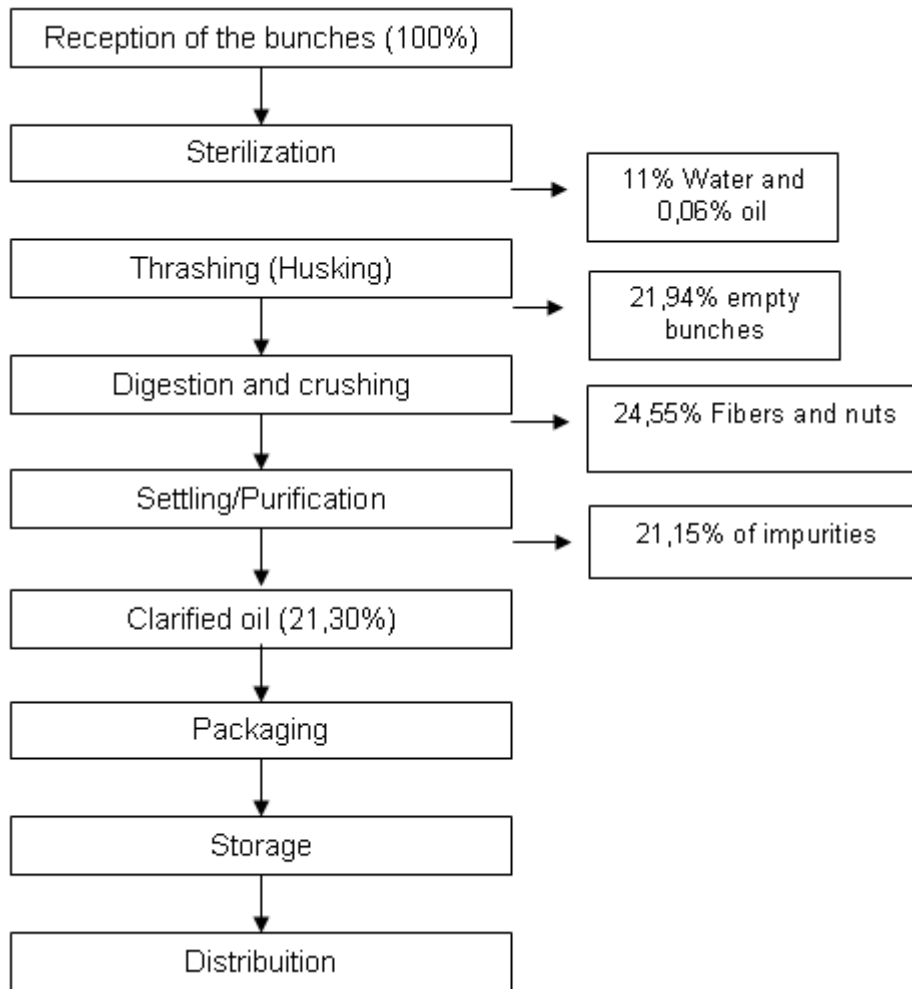 Reception of the bunches (100%)
Sterilization
11% Water and
0,06% oil
Thrashing (Husking)
21,94% empty
bunches
Digestion and crushing
24,55% Fibers and nuts
Settling/Purification
21,15% of impurities
Clarified oil (21,30%)
Packaging
Storage
Distribuition